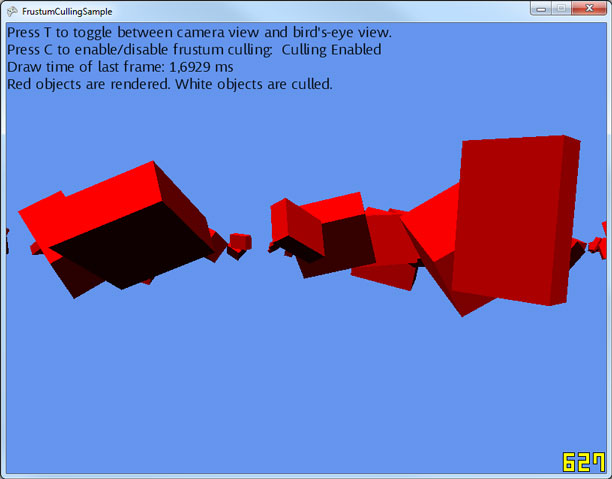 FrustumCullingSample
Press T to toggle between camera view and bird's-eye view.
Press C to enable/disable frustum culling:  Culling Enabled
Draw time of last frame: 1,6929 ms
Red objects are rendered. White objects are culled.
627